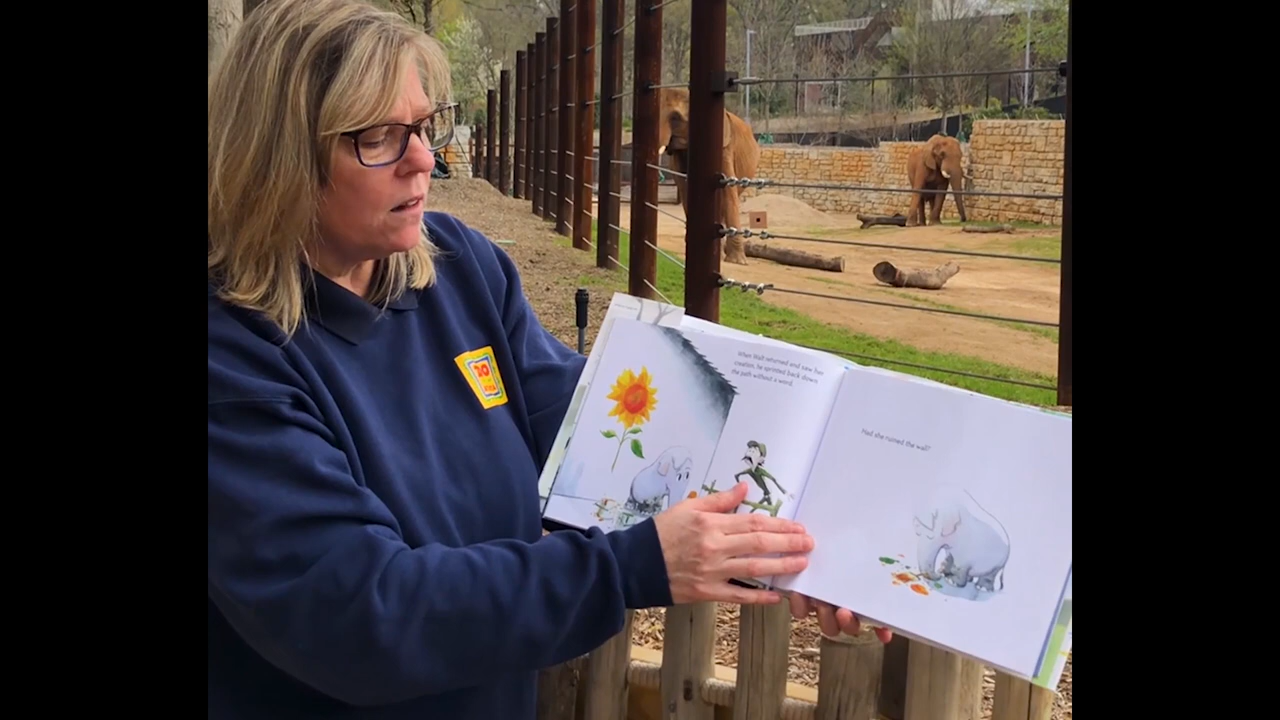 When Walt returned and saw her
creation, he sprinted back down
the path without a word.
Had she ruined the wall?